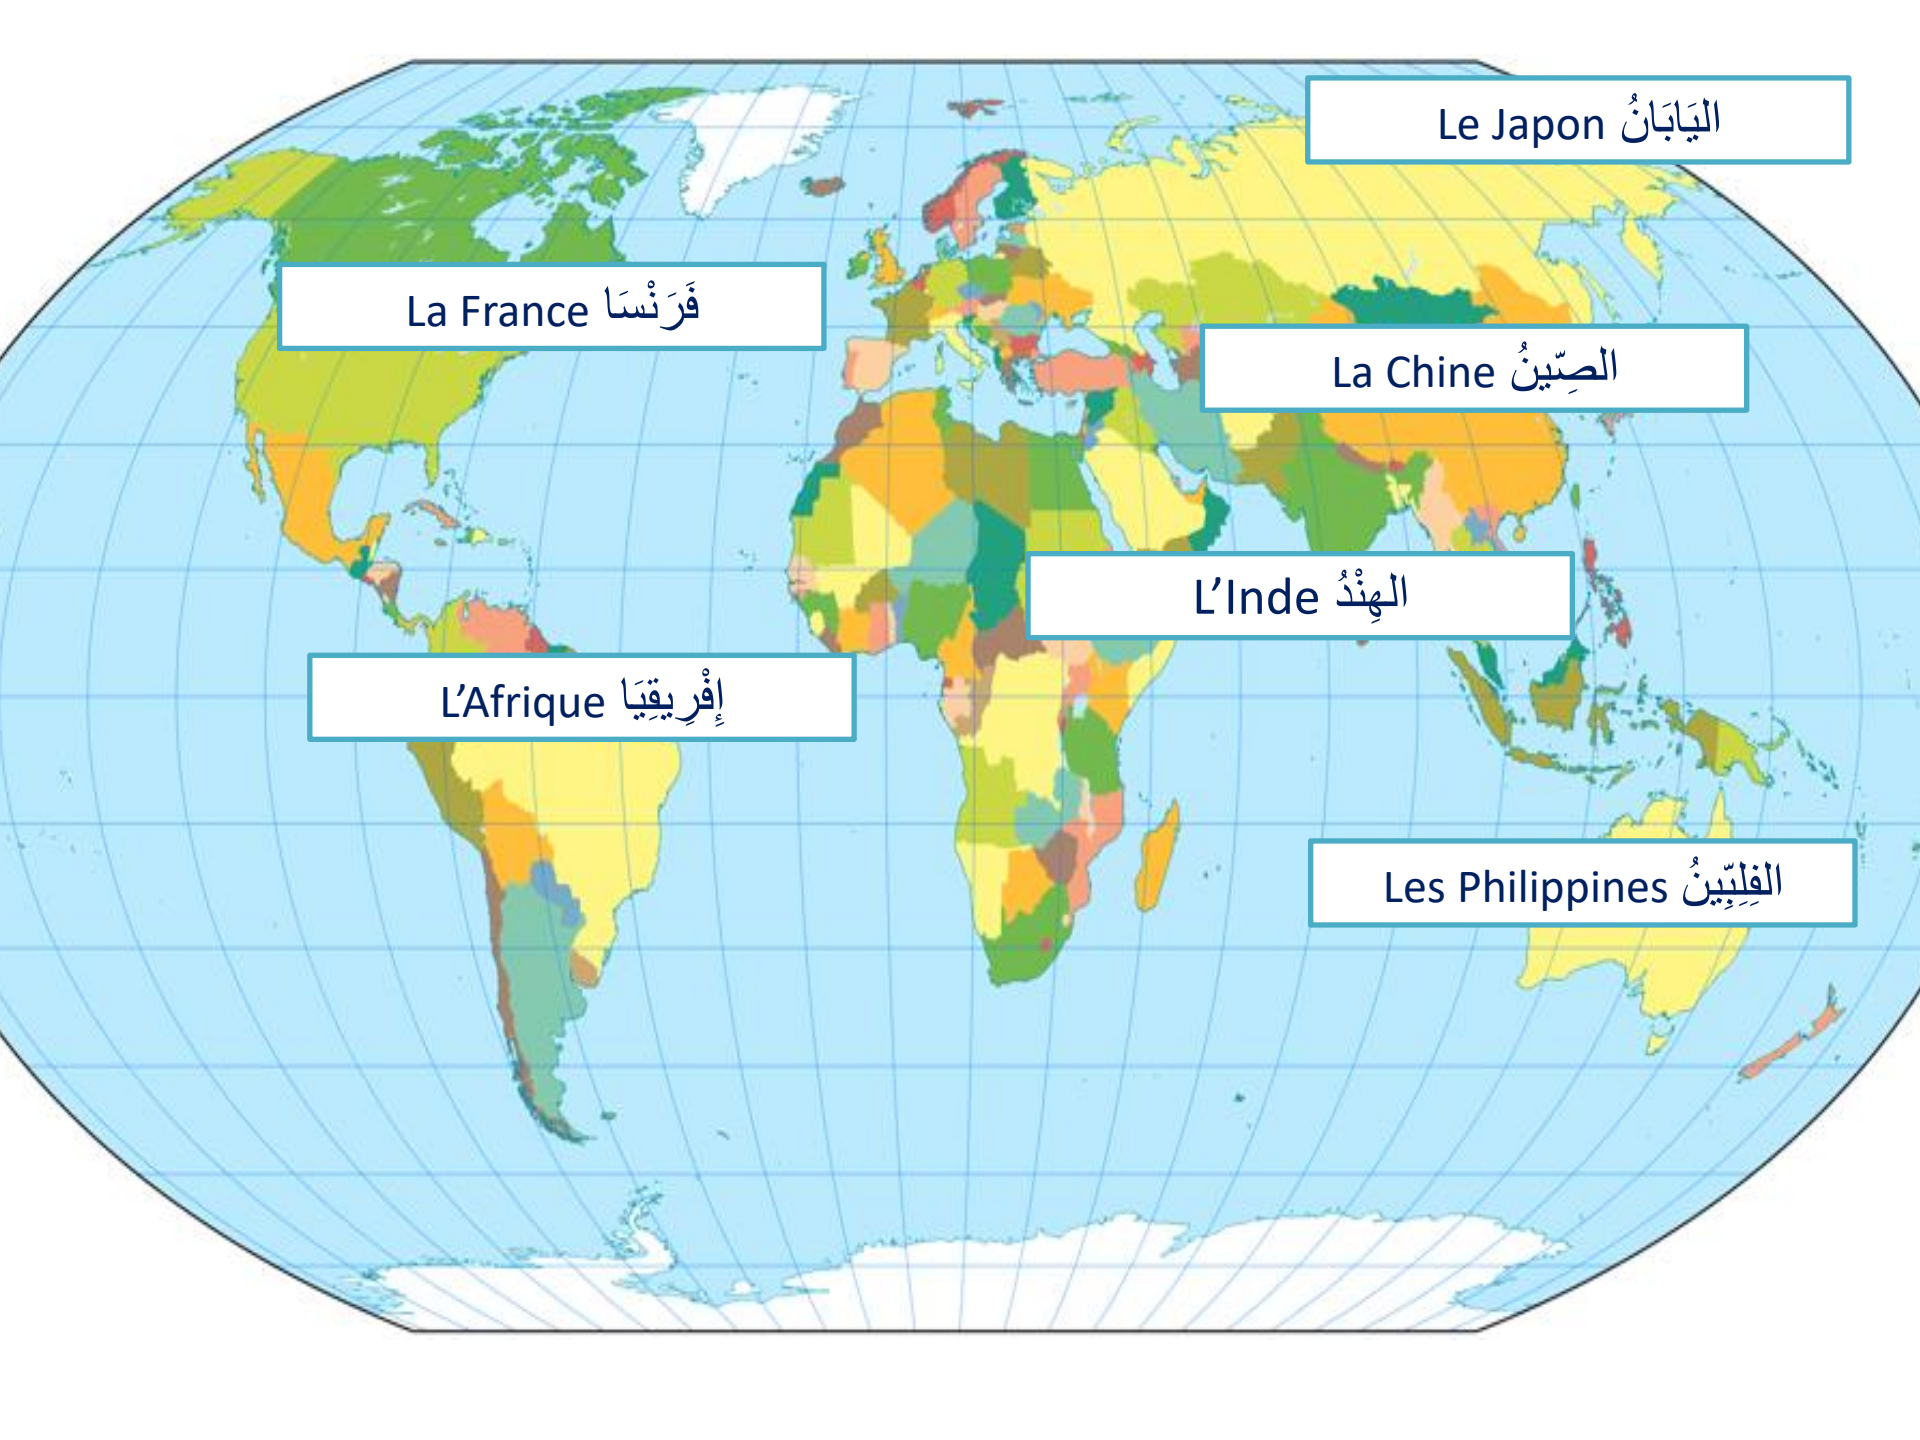 Le Japon اليَابَانُ
La France فَرَنْسَا
La Chine الصِّينُ
L’Inde الهِنْدُ
L’Afrique إِفْرِيقِيَا
Les Philippines الفِلِبِّينُ